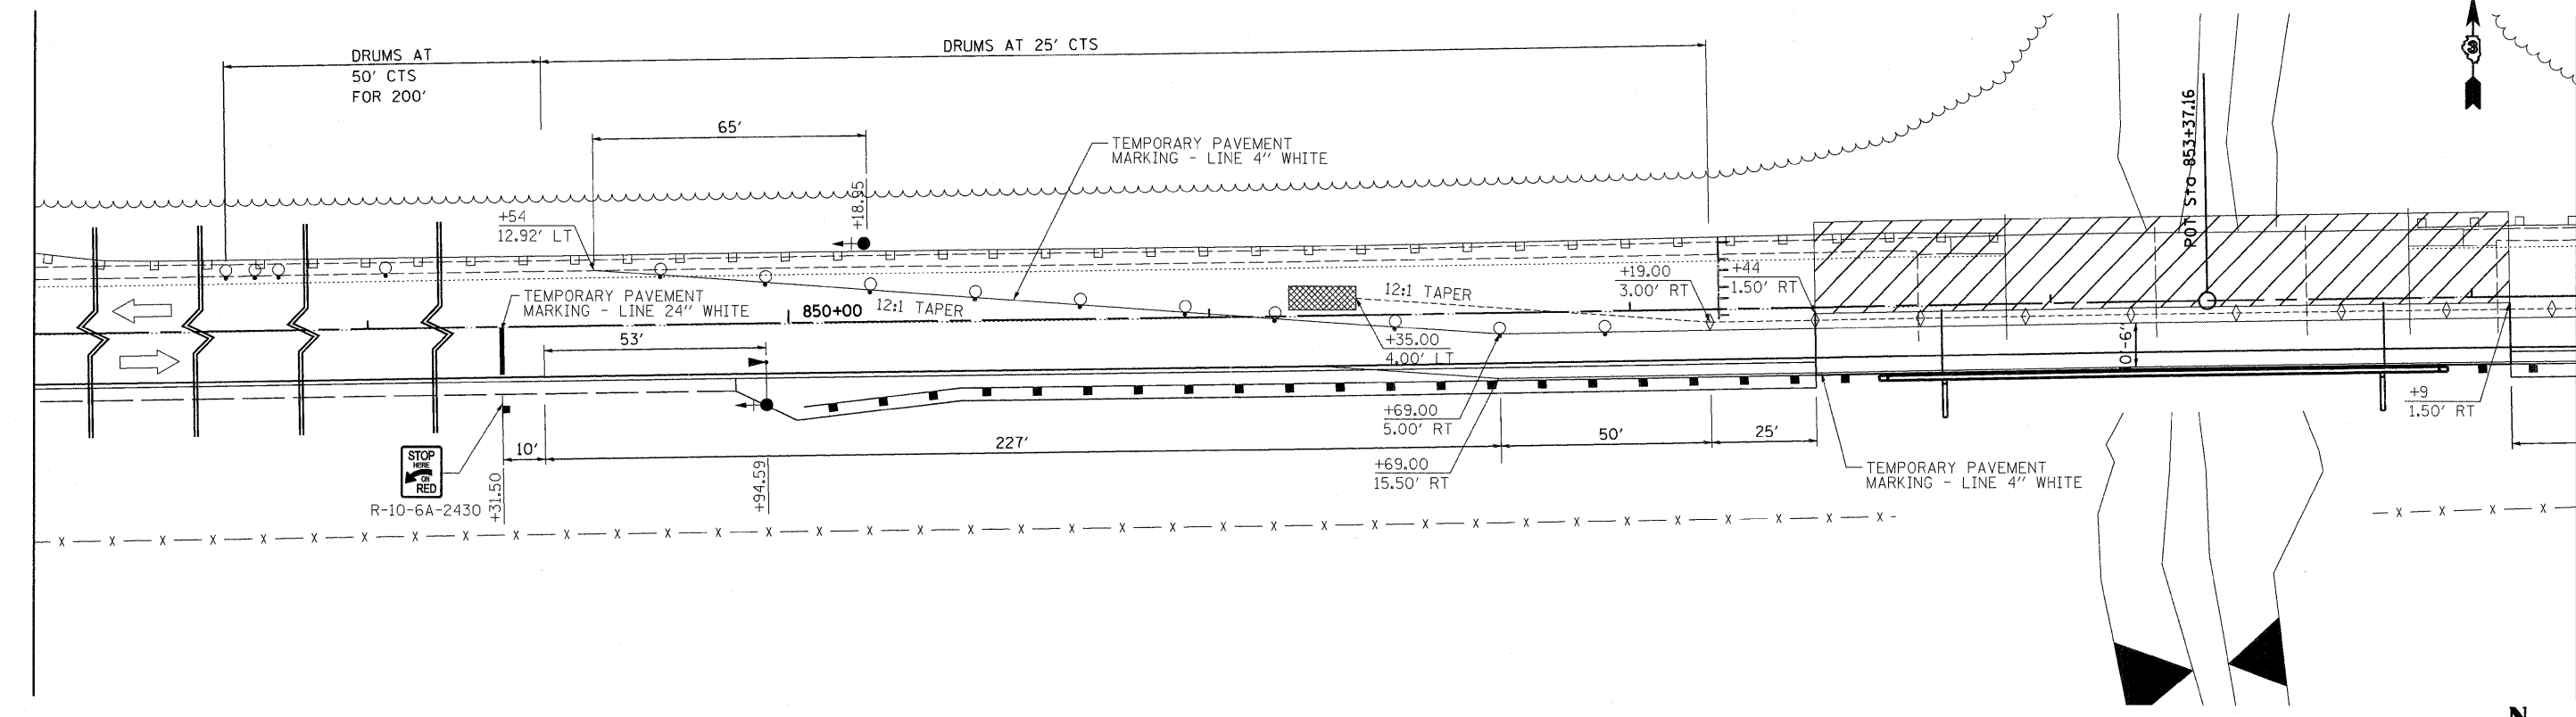 DRUMS AT
50' CTS
FOR 200'
DRUMS AT 25' CTS
65'
TEMPORARY PAVEMENT
MARKING - LINE 4" WHITE
3
POT Sta 853+37.16
+18.95
+54
12.92' LT
TEMPORARY PAVEMENT
MARKING - LINE 24" WHITE
850+00
12:1 TAPER
12:1 TAPER
+19.00
3.00' RT
+44
1.50' RT
53'
+35.00
4.00' LT
+69.00
5.00' RT
+9
1.50' RT
10'
227'
50'
25'
+69.00
15.50' RT
TEMPORARY PAVEMENT
MARKING - LINE 4" WHITE
STOP
HERE
ON
RED
R-10-6A-2430
+31.50
+94.59
X X X X X X X X X X X X X X X X X X X X X X X X X X X X X X X X X X X X X X X X X
N